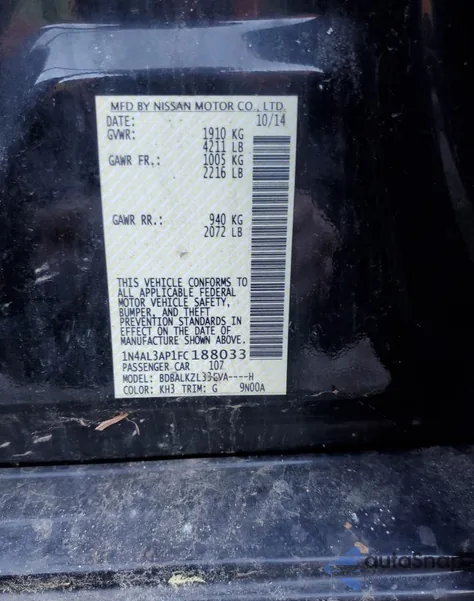 MFD BY NISSAN MOTOR CO., LTD.
DATE: 10/14
GVWR: 1910 KG
4211 LB
GAWR FR.: 1005 KG
2216 LB
GAWR RR.: 940 KG
2072 LB
THIS VEHICLE CONFORMS TO
ALL APPLICABLE FEDERAL
MOTOR VEHICLE SAFETY,
BUMPER, AND THEFT
PREVENTION STANDARDS IN
EFFECT ON THE DATE OF
MANUFACTURE SHOWN ABOVE.
1N4AL3AP1FC188033
PASSENGER CAR 107
MODEL: BDBALKZL33CVA----H
COLOR: KH3 TRIM: G 9N00A
autoSnap